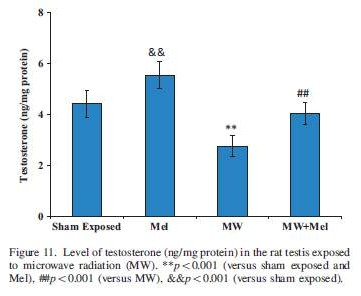 8
6
4
2
0
Testosterone (ng/mg protein)
&&
**
##
Sham Exposed Mel MW MW+Mel
Figure 11. Level of testosterone (ng/mg protein) in the rat testis exposed
to microwave radiation (MW). **p<0.001 (versus sham exposed and
Mel), ##p<0.001 (versus MW), &&p<0.001 (versus sham exposed).